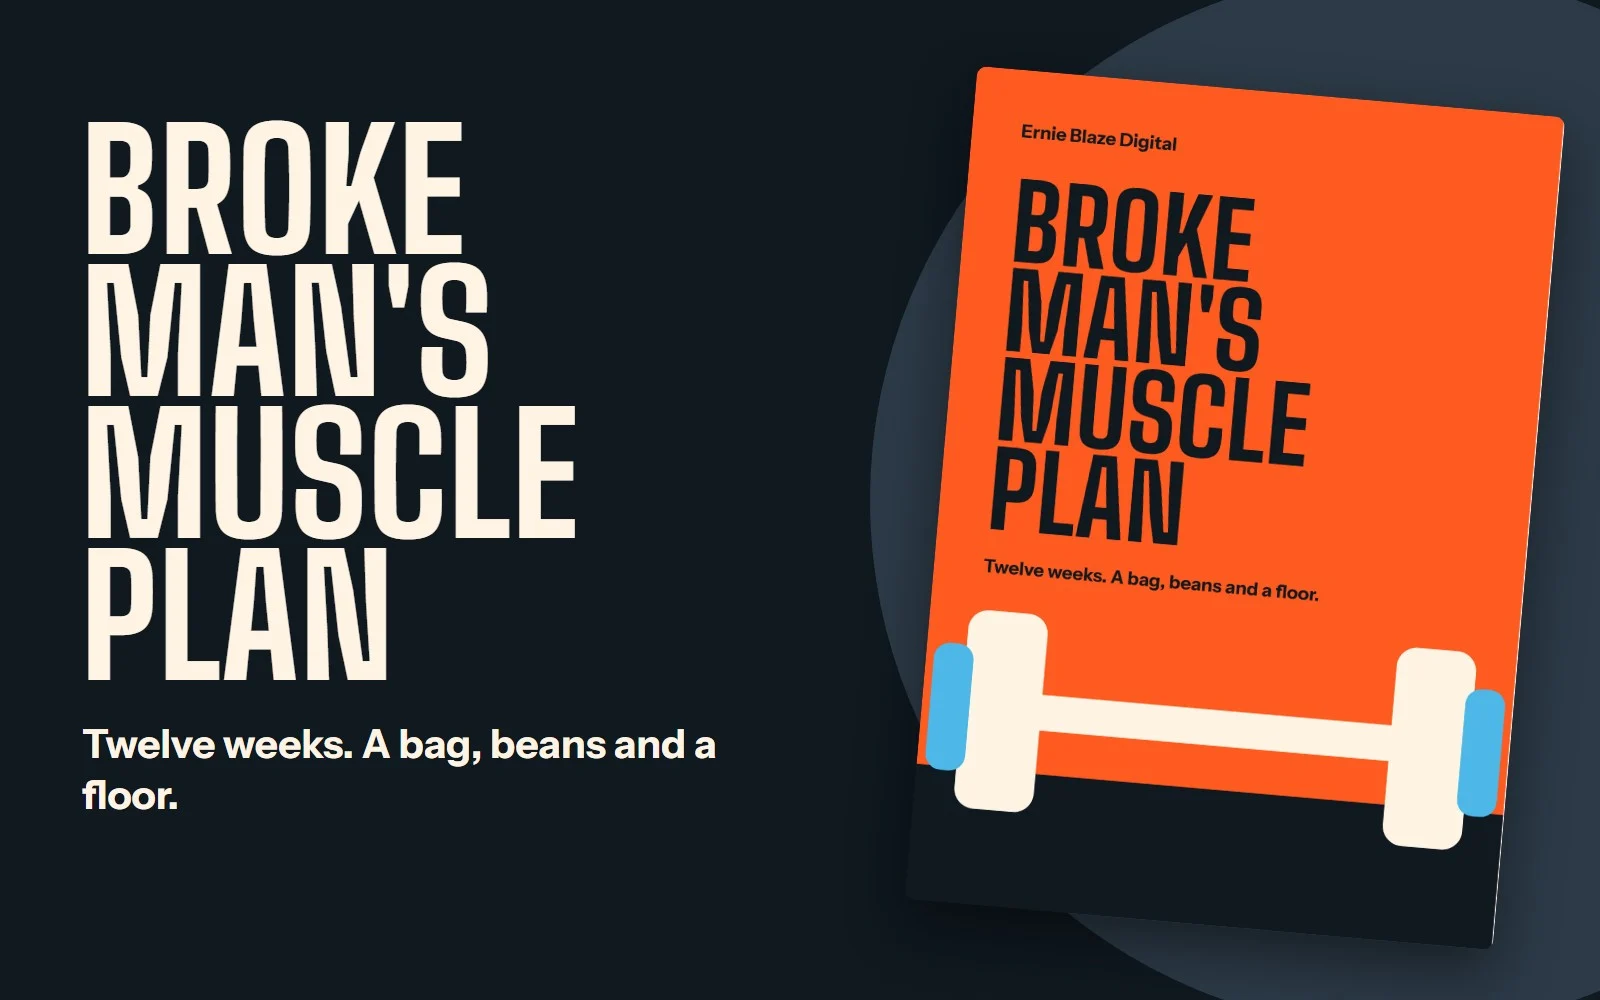 BROKE
MAN'S
MUSCLE
PLAN
Twelve weeks. A bag, beans and a
floor.
Ernie Blaze Digital
BROKE
MAN'S
MUSCLE
PLAN
Twelve weeks. A bag, beans and a floor.